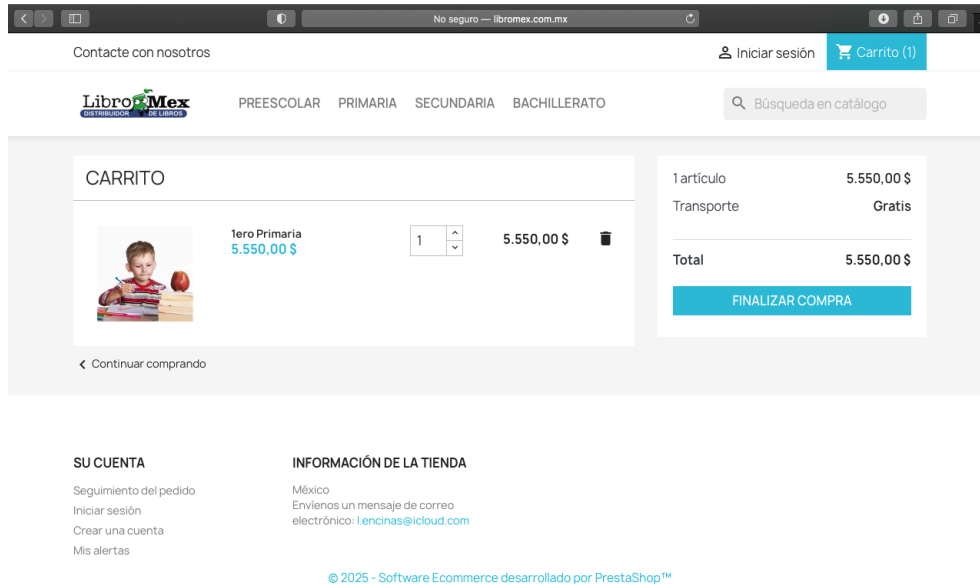 No seguro — libromex.com.mx
Contacte con nosotros
Iniciar sesión
Carrito (1)
Libro Mex
DISTRIBUIDOR DE LIBROS
PREESCOLAR PRIMARIA SECUNDARIA BACHILLERATO
Búsqueda en catálogo
CARRITO
1ero Primaria
5.550,00 $
1
5.550,00 $
Continuar comprando
1 artículo 5.550,00 $
Transporte Gratis
Total 5.550,00 $
FINALIZAR COMPRA
SU CUENTA
Seguimiento del pedido
Iniciar sesión
Crear una cuenta
Mis alertas
INFORMACIÓN DE LA TIENDA
México
Envíenos un mensaje de correo
electrónico: l.encinas@icloud.com
© 2025 - Software Ecommerce desarrollado por PrestaShop™